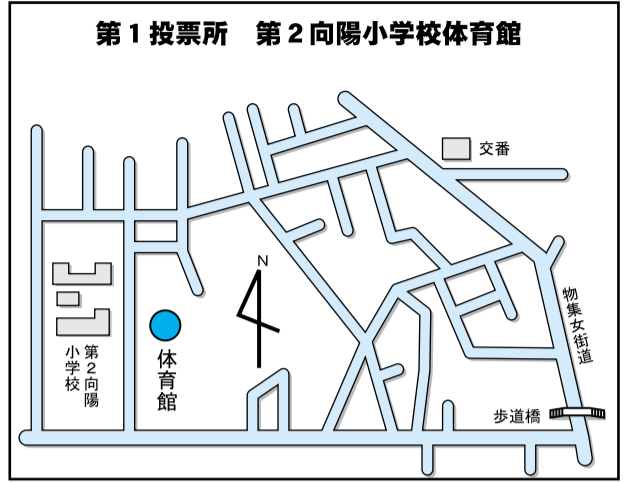 第１投票所　第２向陽小学校体育館
交番
N
物集女街道
第２向陽
小学校
体育館
歩道橋